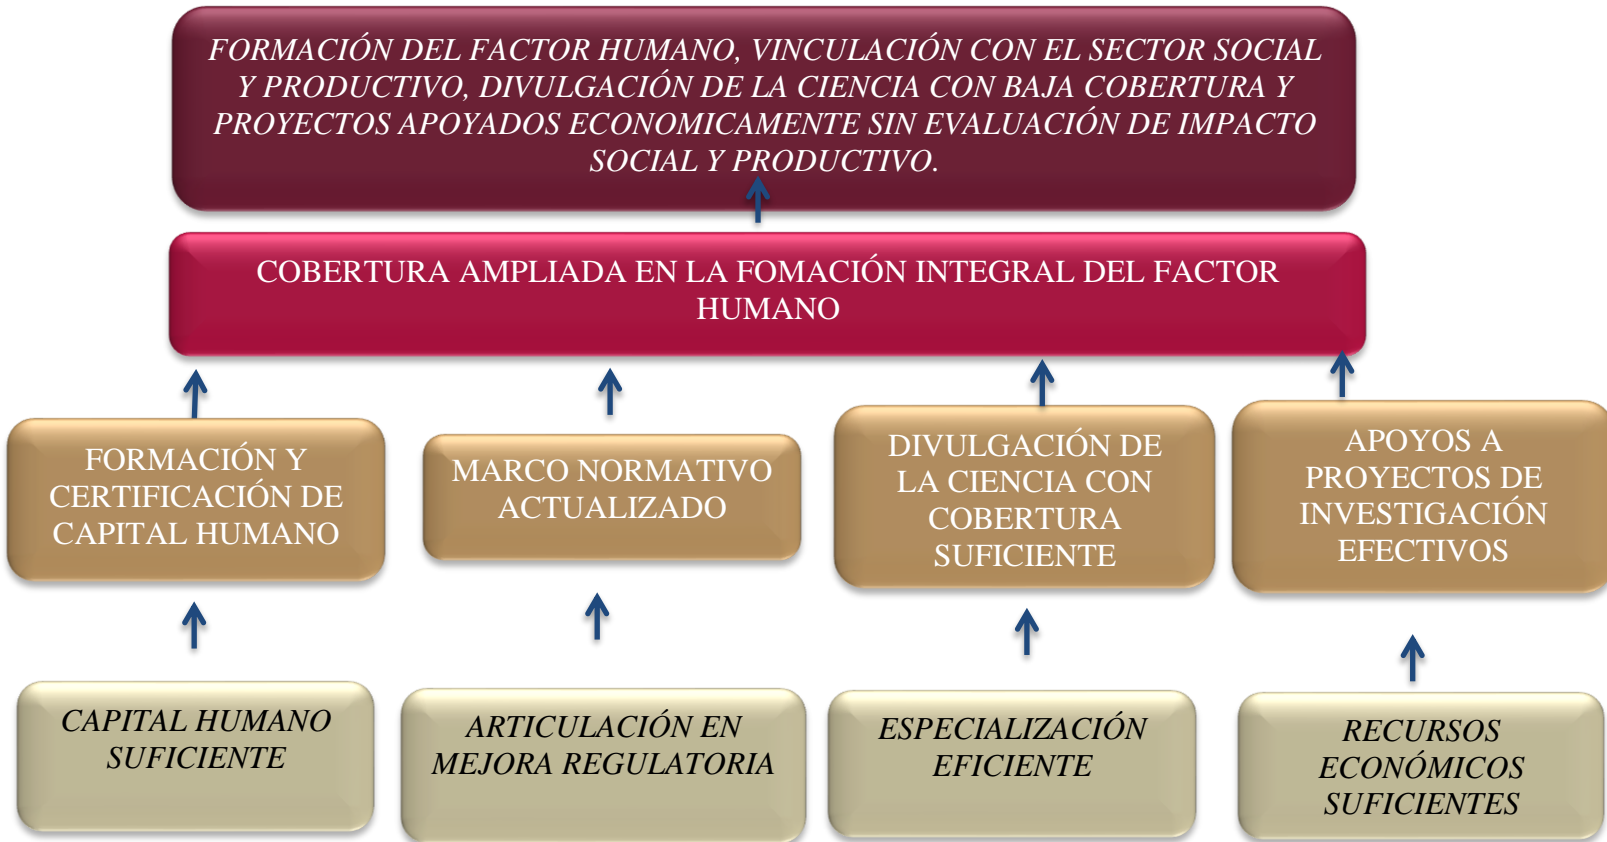 FORMACIÓN DEL FACTOR HUMANO, VINCULACIÓN CON EL SECTOR SOCIAL
Y PRODUCTIVO, DIVULGACIÓN DE LA CIENCIA CON BAJA COBERTURA Y
PROYECTOS APOYADOS ECONOMICAMENTE SIN EVALUACIÓN DE IMPACTO
SOCIAL Y PRODUCTIVO.
COBERTURA AMPLIADA EN LA FOMACIÓN INTEGRAL DEL FACTOR
HUMANO
FORMACIÓN Y
CERTIFICACIÓN DE
CAPITAL HUMANO
MARCO NORMATIVO
ACTUALIZADO
DIVULGACIÓN DE
LA CIENCIA CON
COBERTURA
SUFICIENTE
APOYOS A
PROYECTOS DE
INVESTIGACIÓN
EFECTIVOS
CAPITAL HUMANO
SUFICIENTE
ARTICULACIÓN EN
MEJORA REGULATORIA
ESPECIALIZACIÓN
EFICIENTE
RECURSOS
ECONÓMICOS
SUFICIENTES